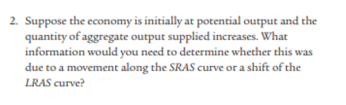 2. Suppose the economy is initially at potential output and the
quantity of aggregate output supplied increases. What
information would you need to determine whether this was
due to a movement along the SRAS curve or a shift of the
LRAS curve?